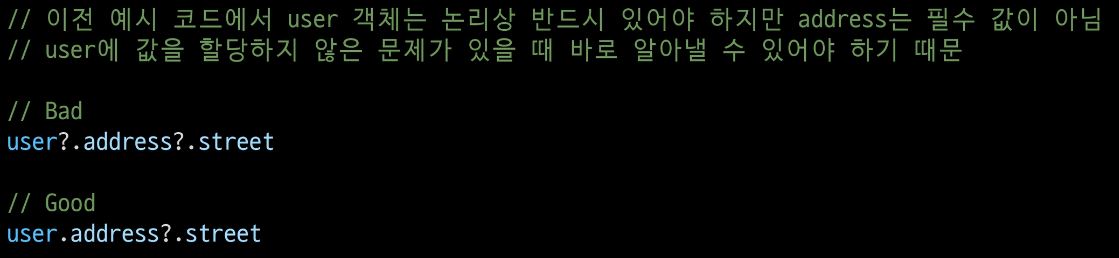 // 이전 예시 코드에서 user 객체는 논리상 반드시 있어야 하지만 address는 필수 값이 아님
// user에 값을 할당하지 않은 문제가 있을 때 바로 알아낼 수 있어야 하기 때문
// Bad
user?.address?.street
// Good
user.address?.street